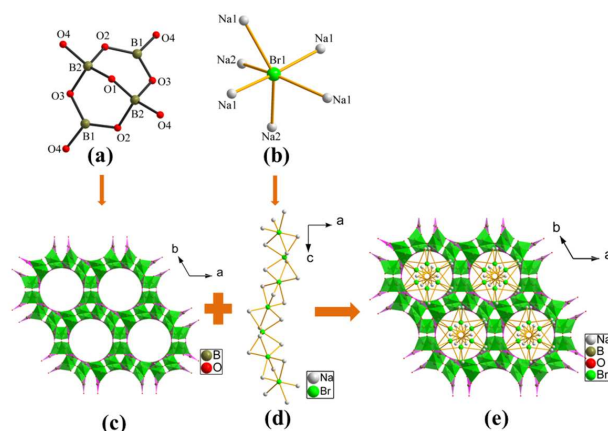 O4
O2
B1
O4
B2
O1
O3
O3
B2
B1
O2
O4
O4
(a)
Na1
Na1
Na2
Br1
Na1
Na1
Na2
(b)
b
a
B
O
(c)
a
c
Na
Br
(d)
b
a
Na
B
O
Br
(e)